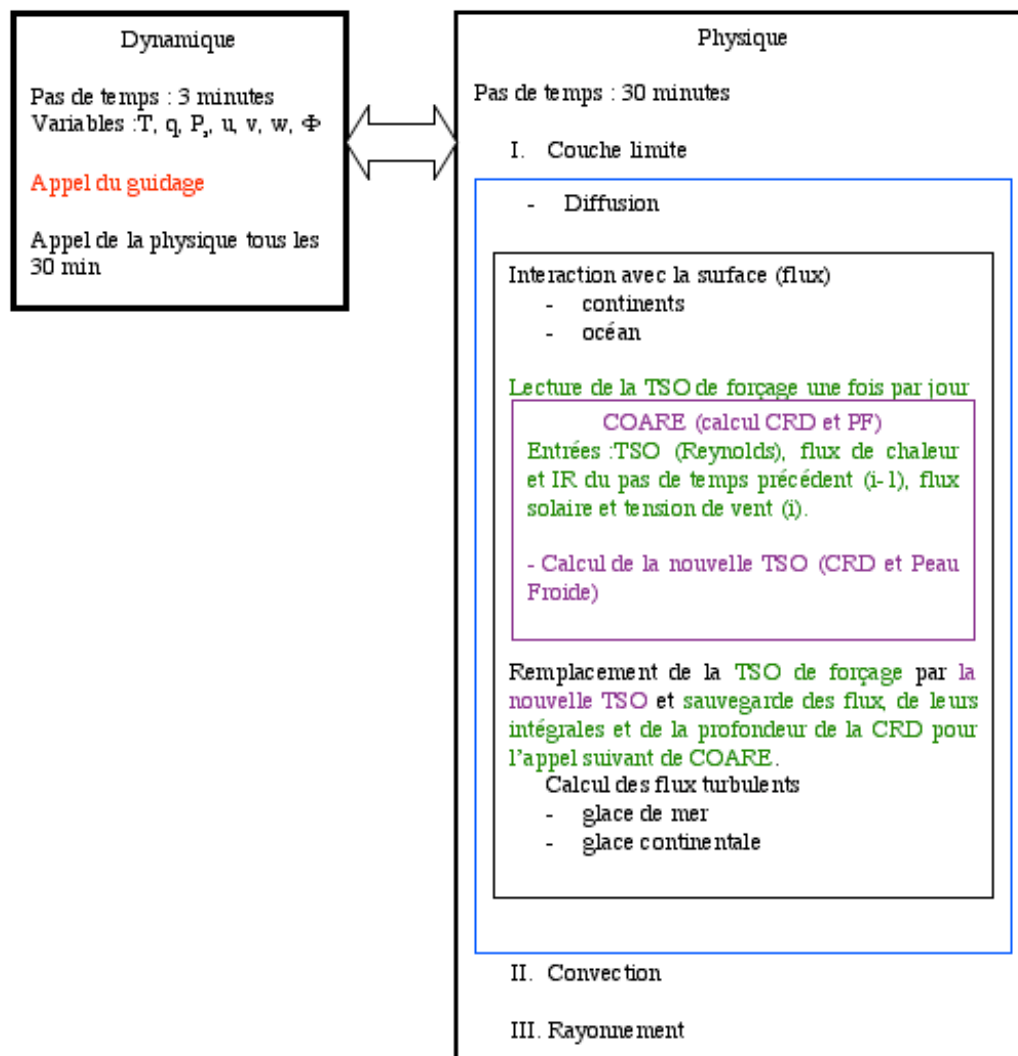 Dynamique
Pas de temps : 3 minutes
Variables :T, q, Pₛ, u, v, w, Φ
Appel du guidage
Appel de la physique tous les
30 min
Physique
Pas de temps : 30 minutes
I. Couche limite
- Diffusion
Interaction avec la surface (flux)
- continents
- océan
Lecture de la TSO de forçage une fois par jour
COARE (calcul CRD et PF)
Entrées :TSO (Reynolds), flux de chaleur
et IR du pas de temps précédent (i-1), flux
solaire et tension de vent (i).
- Calcul de la nouvelle TSO (CRD et Peau
Froide)
Remplacement de la TSO de forçage par la
nouvelle TSO et sauvegarde des flux, de leurs
intégrales et de la profondeur de la CRD pour
l'appel suivant de COARE.
Calcul des flux turbulents
- glace de mer
- glace continentale
II. Convection
III. Rayonnement